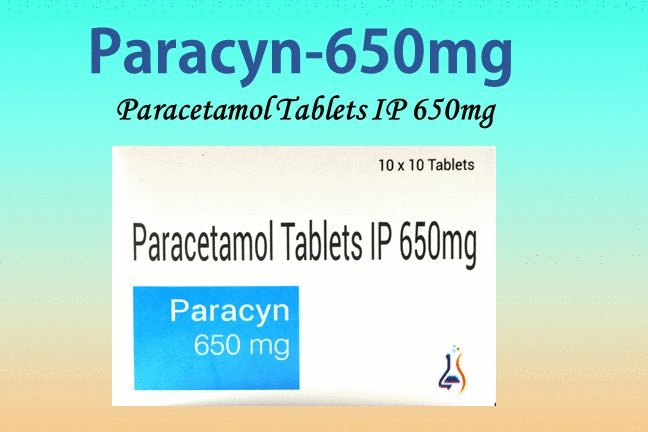 Paracyn-650mg
Paracetamol Tablets IP 650mg
10 x 10 Tablets
Paracetamol Tablets IP 650mg
Paracyn
650 mg